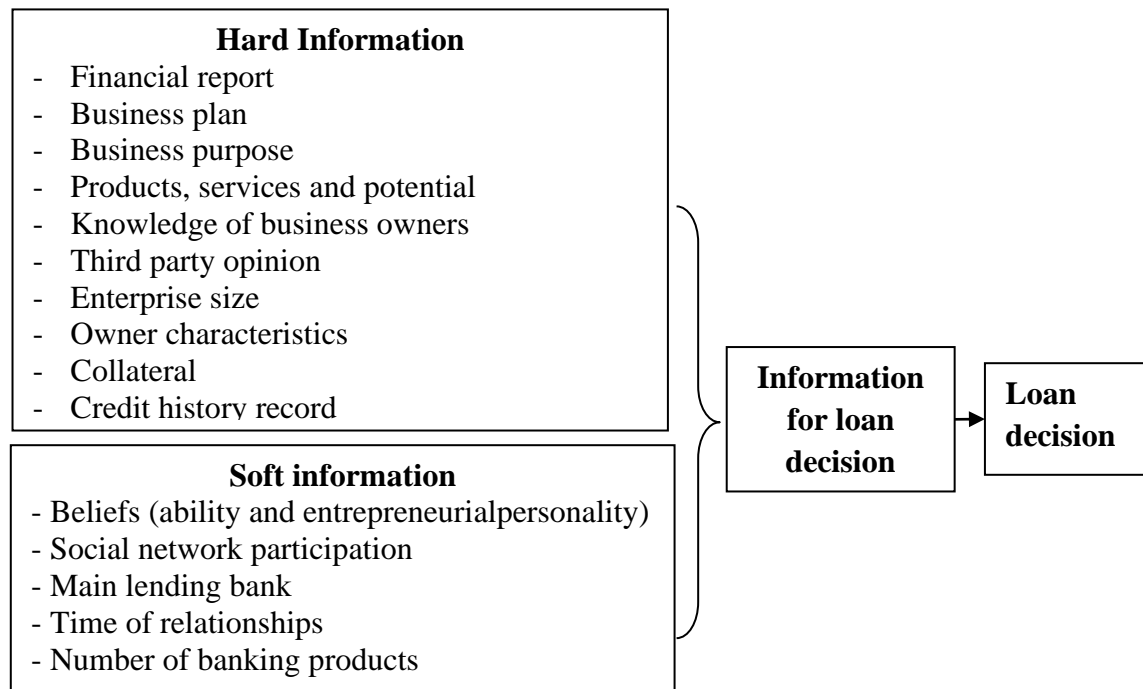 Hard Information
- Financial report
- Business plan
- Business purpose
- Products, services and potential
- Knowledge of business owners
- Third party opinion
- Enterprise size
- Owner characteristics
- Collateral
- Credit history record
Soft information
- Beliefs (ability and entrepreneurialpersonality)
- Social network participation
- Main lending bank
- Time of relationships
- Number of banking products
Information
for loan
decision
Loan
decision